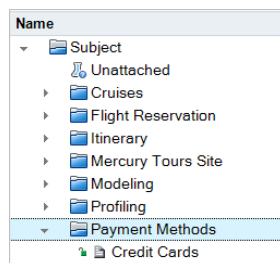 Name
Subject
Unattached
Cruises
Flight Reservation
Itinerary
Mercury Tours Site
Modeling
Profiling
Payment Methods
Credit Cards